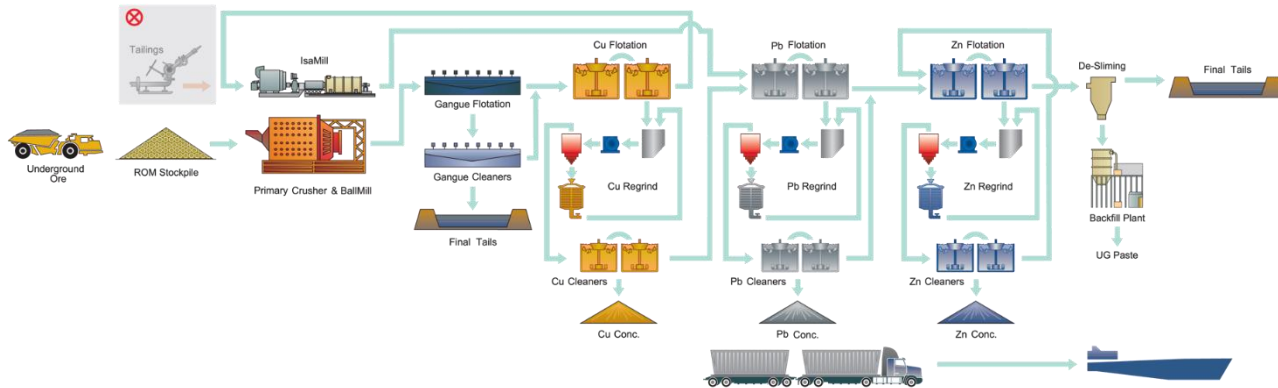 Tailings
IsaMill
Cu Flotation
Pb Flotation
Zn Flotation
De-Sliming
Final Tails
Gangue Flotation
Underground
Ore
ROM Stockpile
Primary Crusher & BallMill
Gangue Cleaners
Cu Regrind
Pb Regrind
Zn Regrind
Backfill Plant
Final Tails
UG Paste
Cu Cleaners
Pb Cleaners
Zn Cleaners
Cu Conc.
Pb Conc.
Zn Conc.